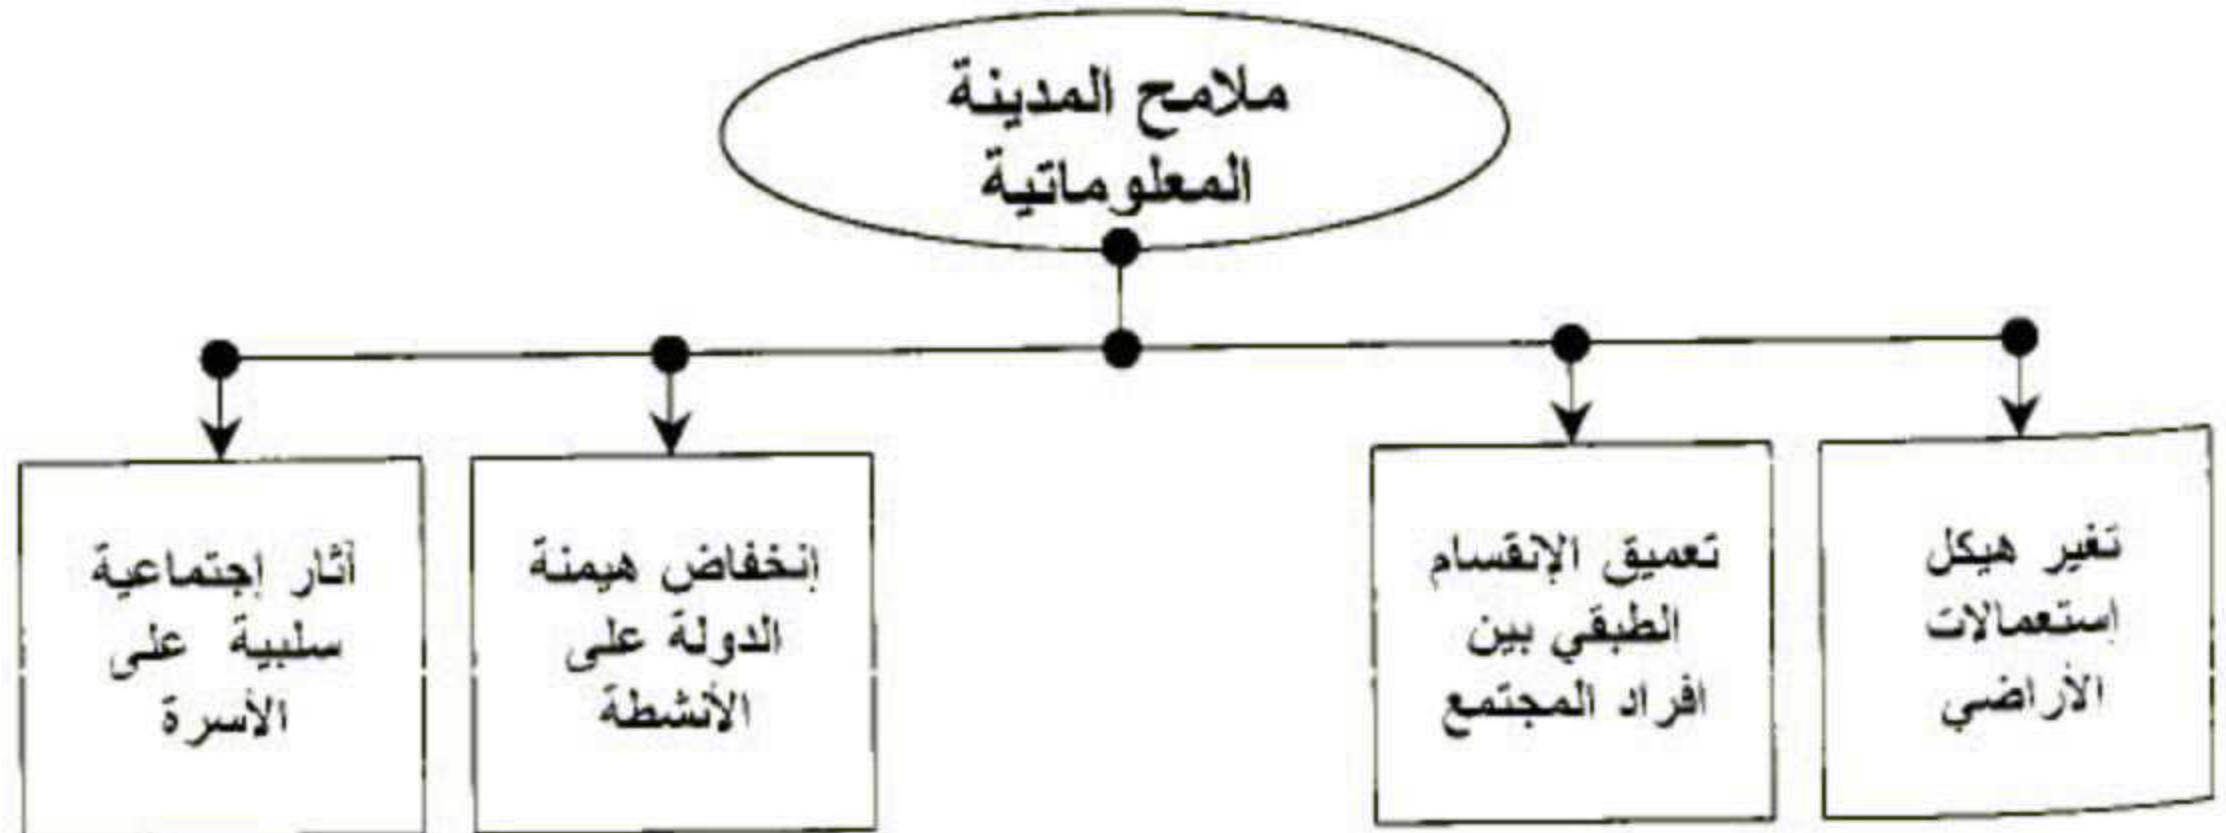 ملامح المدينة
المعلوماتية
تغير هيكل
إستعمالات
الأراضي
تعميق الإنقسام
الطبقي بين
افراد المجتمع
إنخفاض هيمنة
الدولة على
الأنشطة
أثار إجتماعية
سلبية على
الأسرة